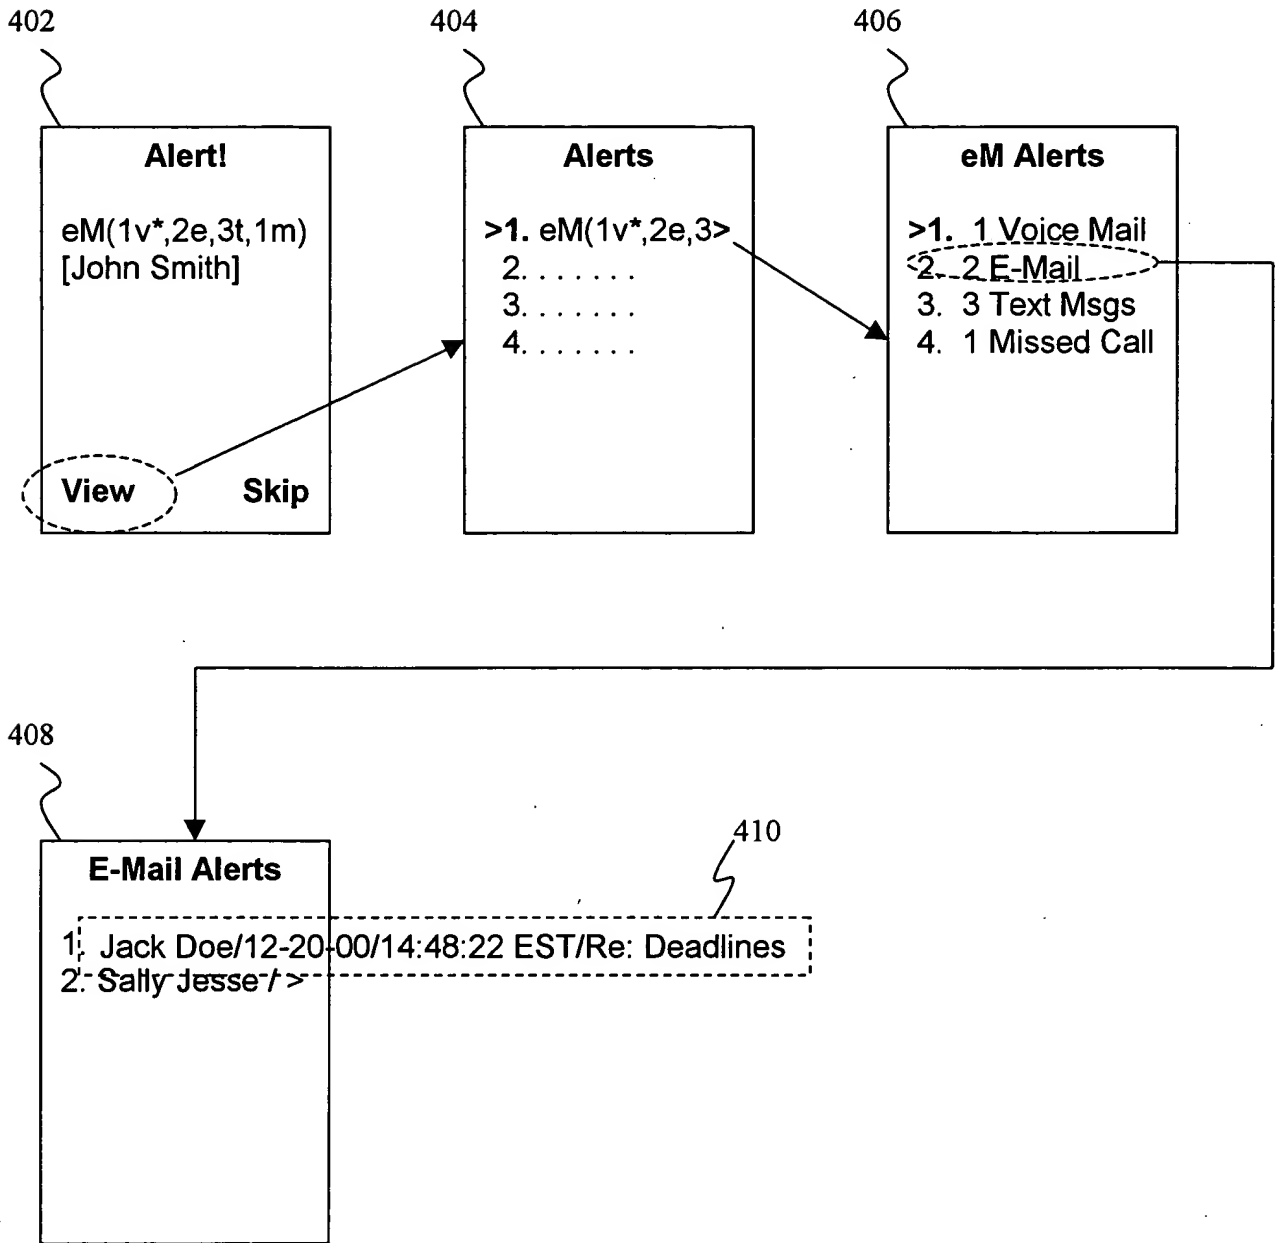 402
404
406
Alert!
eM(1v*,2e,3t,1m)
[John Smith]
View Skip
Alerts
>1. eM(1v*,2e,3>
2. . . . . . .
3. . . . . . .
4. . . . . . .
eM Alerts
>1. 1 Voice Mail
2. 2 E-Mail
3. 3 Text Msgs
4. 1 Missed Call
408
410
E-Mail Alerts
1. Jack Doe/12-20-00/14:48:22 EST/Re: Deadlines
2. Sally Jesse / >